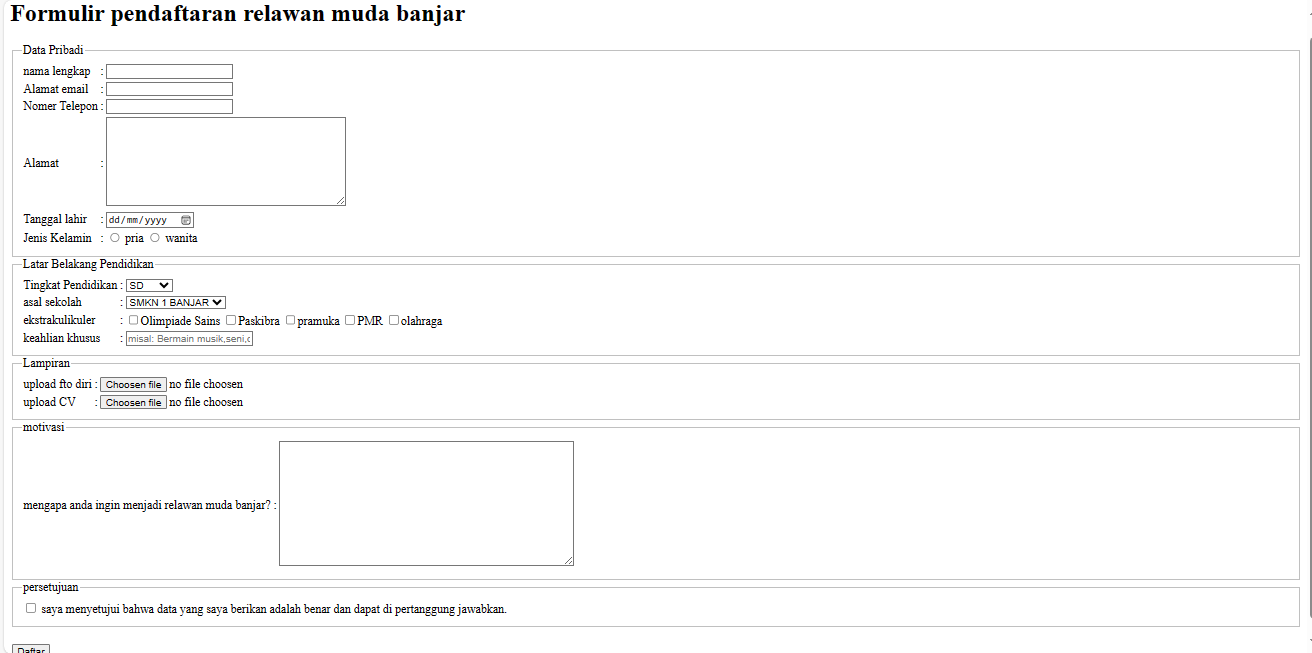 Formulir pendaftaran relawan muda banjar
Data Pribadi
nama lengkap :
Alamat email :
Nomer Telepon :
Alamat :
Tanggal lahir : dd/mm/yyyy
Jenis Kelamin : pria wanita
Latar Belakang Pendidikan
Tingkat Pendidikan : SD
asal sekolah : SMKN 1 BANJAR
ekstrakulikuler : Olimpiade Sains Paskibra pramuka PMR olahraga
keahlian khusus : misal: Bermain musik,seni,c
Lampiran
upload fto diri : Choosen file no file choosen
upload CV : Choosen file no file choosen
motivasi
mengapa anda ingin menjadi relawan muda banjar? :
persetujuan
saya menyetujui bahwa data yang saya berikan adalah benar dan dapat di pertanggung jawabkan.
Daftar